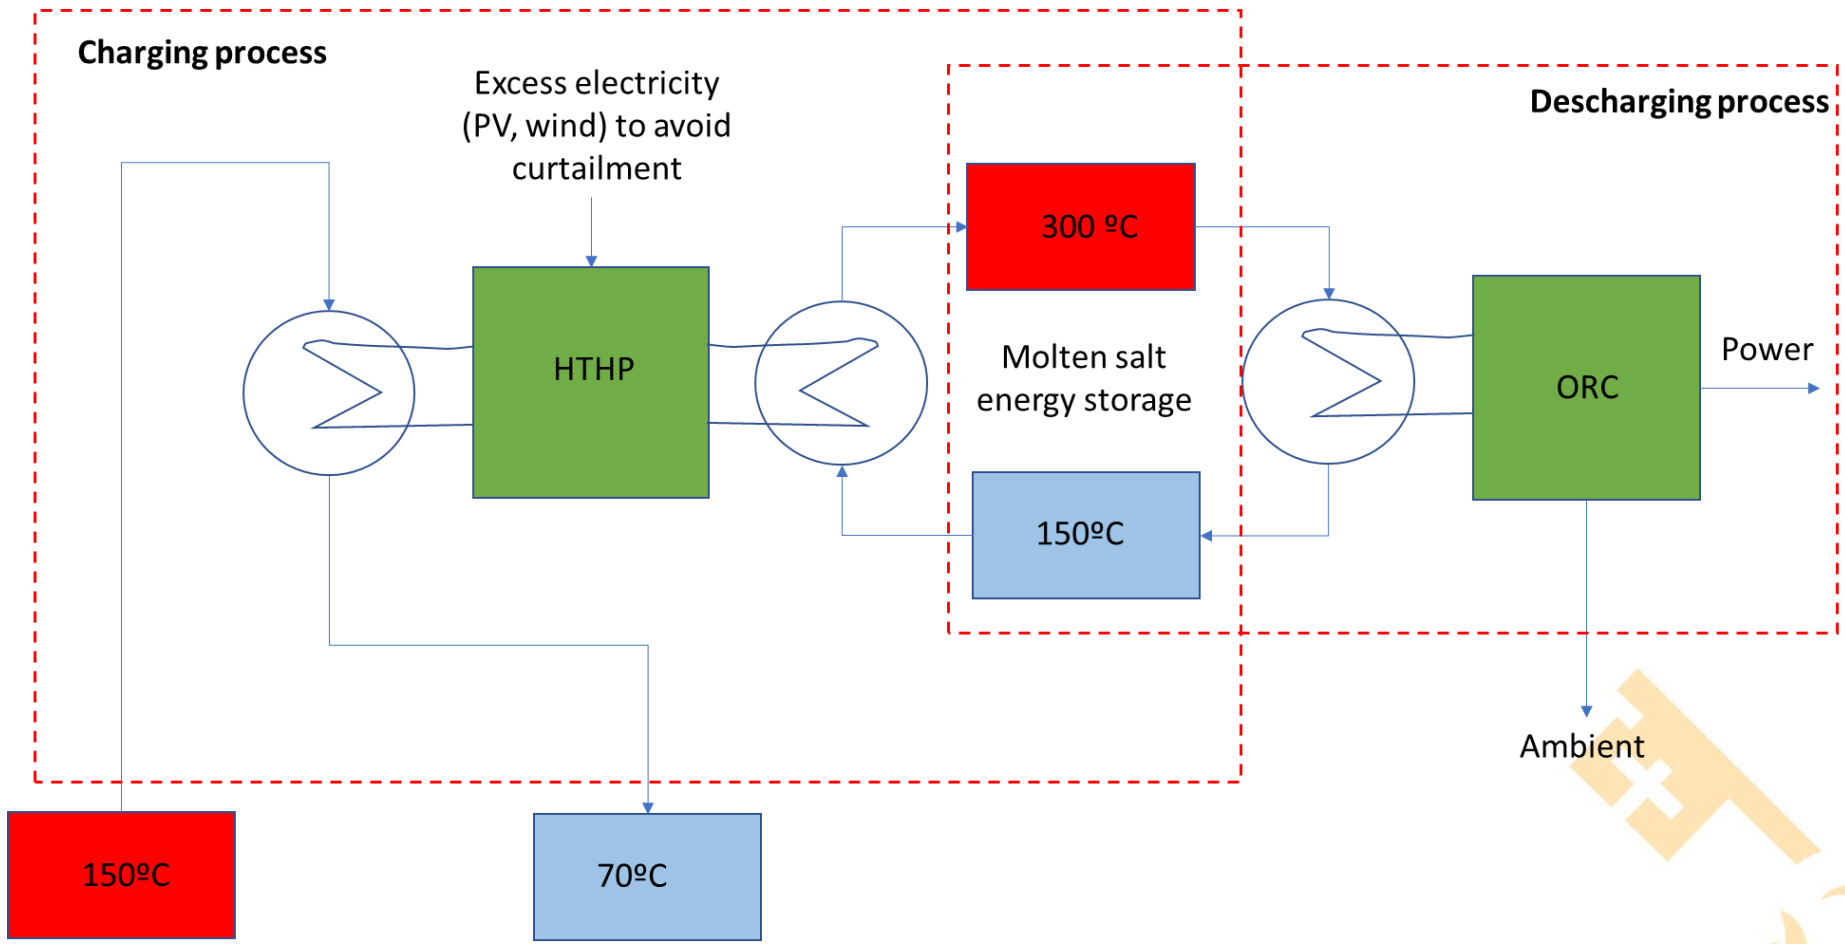 Charging process
Excess electricity
(PV, wind) to avoid
curtailment
Descharging process
300 ºC
HTHP
Molten salt
energy storage
Power
ORC
150ºC
Ambient
150ºC
70ºC